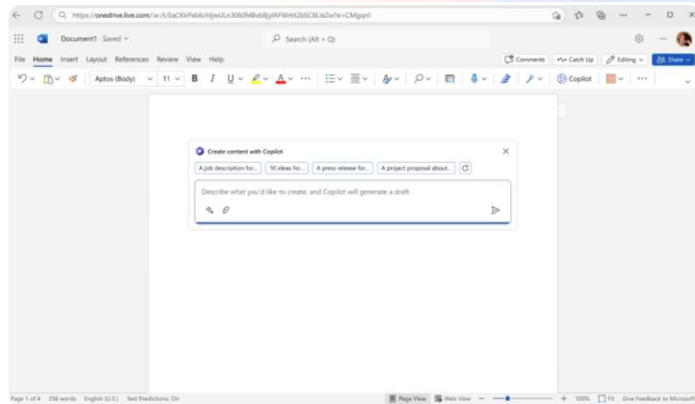 https://onedrive.live.com/
Document1 · Saved
Search (Alt + Q)
File Home Insert Layout References Review View Help
Comments Catch Up Editing Share
Aptos (Body) 11 B I U A Copilot
Create content with Copilot
A job description for... 10 ideas for... A press release for... A project proposal about...
Describe what you'd like to create, and Copilot will generate a draft
Page 1 of 4 256 words English (U.S.) Text Predictions: On Page View Web View 100% Fit Give Feedback to Microsoft